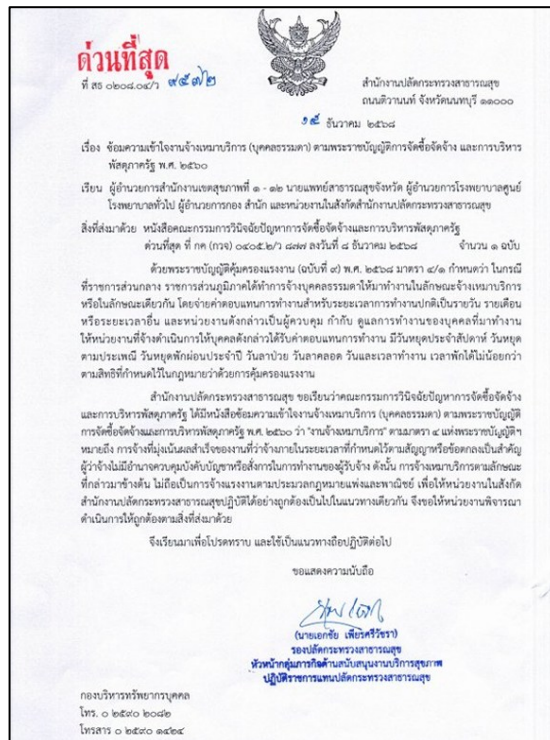 ด่วนที่สุด
ที่ สธ ๐๒๐๘.๐๔/ว ๙๕๗๒
สำนักงานปลัดกระทรวงสาธารณสุข
ถนนติวานนท์ จังหวัดนนทบุรี ๑๑๐๐๐
๑๕ ธันวาคม ๒๕๖๘
เรื่อง ซ้อมความเข้าใจงานจ้างเหมาบริการ (บุคคลธรรมดา) ตามพระราชบัญญัติการจัดซื้อจัดจ้าง และการบริหาร
พัสดุภาครัฐ พ.ศ. ๒๕๖๐
เรียน ผู้อำนวยการสำนักงานเขตสุขภาพที่ ๑ - ๑๒ นายแพทย์สาธารณสุขจังหวัด ผู้อำนวยการโรงพยาบาลศูนย์
โรงพยาบาลทั่วไป ผู้อำนวยการกอง สำนัก และหน่วยงานในสังกัดสำนักงานปลัดกระทรวงสาธารณสุข
สิ่งที่ส่งมาด้วย หนังสือคณะกรรมการวินิจฉัยปัญหาการจัดซื้อจัดจ้างและการบริหารพัสดุภาครัฐ
ด่วนที่สุด ที่ กค (กวจ) ๐๔๐๕.๒/ว ๘๗๗ ลงวันที่ ๘ ธันวาคม ๒๕๖๘ จำนวน ๑ ฉบับ
ด้วยพระราชบัญญัติคุ้มครองแรงงาน (ฉบับที่ ๙) พ.ศ. ๒๕๖๘ มาตรา ๔/๑ กำหนดว่า ในกรณี
ที่ราชการส่วนกลาง ราชการส่วนภูมิภาคได้ทำการจ้างบุคคลธรรมดาให้มาทำงานในลักษณะจ้างเหมาบริการ
หรือในลักษณะเดียวกัน โดยจ่ายค่าตอบแทนการทำงานสำหรับระยะเวลาการทำงานปกติเป็นรายวัน รายเดือน
หรือระยะเวลาอื่น และหน่วยงานดังกล่าวเป็นผู้ควบคุม กำกับ ดูแลการทำงานของบุคคลที่มาทำงาน
ให้หน่วยงานที่จ้างดำเนินการให้บุคคลดังกล่าวได้รับค่าตอบแทนการทำงาน มีวันหยุดประจำสัปดาห์ วันหยุด
ตามประเพณี วันหยุดพักผ่อนประจำปี วันลาป่วย วันลาคลอด วันและเวลาทำงาน เวลาพักได้ไม่น้อยกว่า
ตามสิทธิที่กำหนดไว้ในกฎหมายว่าด้วยการคุ้มครองแรงงาน
สำนักงานปลัดกระทรวงสาธารณสุข ขอเรียนว่าคณะกรรมการวินิจฉัยปัญหาการจัดซื้อจัดจ้าง
และการบริหารพัสดุภาครัฐ ได้มีหนังสือซ้อมความเข้าใจงานจ้างเหมาบริการ (บุคคลธรรมดา) ตามพระราชบัญญัติ
การจัดซื้อจัดจ้างและการบริหารพัสดุภาครัฐ พ.ศ. ๒๕๖๐ ว่า "งานจ้างเหมาบริการ" ตามมาตรา ๔ แห่งพระราชบัญญัติฯ
หมายถึง การจ้างที่มุ่งเน้นผลสำเร็จของงานที่ว่าจ้างภายในระยะเวลาที่กำหนดไว้ตามสัญญาหรือข้อตกลงเป็นสำคัญ
ผู้ว่าจ้างไม่มีอำนาจควบคุมบังคับบัญชาหรือสั่งการในการทำงานของผู้รับจ้าง ดังนั้น การจ้างเหมาบริการตามลักษณะ
ที่กล่าวมาข้างต้น ไม่ถือเป็นการจ้างแรงงานตามประมวลกฎหมายแพ่งและพาณิชย์ เพื่อให้หน่วยงานในสังกัด
สำนักงานปลัดกระทรวงสาธารณสุขปฏิบัติได้อย่างถูกต้องเป็นไปในแนวทางเดียวกัน จึงขอให้หน่วยงานพิจารณา
ดำเนินการให้ถูกต้องตามสิ่งที่ส่งมาด้วย
จึงเรียนมาเพื่อโปรดทราบ และใช้เป็นแนวทางถือปฏิบัติต่อไป
ขอแสดงความนับถือ
(นายเอกชัย เพียรศรีวัชรา)
รองปลัดกระทรวงสาธารณสุข
หัวหน้ากลุ่มภารกิจด้านสนับสนุนงานบริการสุขภาพ
ปฏิบัติราชการแทนปลัดกระทรวงสาธารณสุข
กองบริหารทรัพยากรบุคคล
โทร. ๐ ๒๕๙๐ ๒๐๘๒
โทรสาร ๐ ๒๕๙๐ ๑๔๒๔